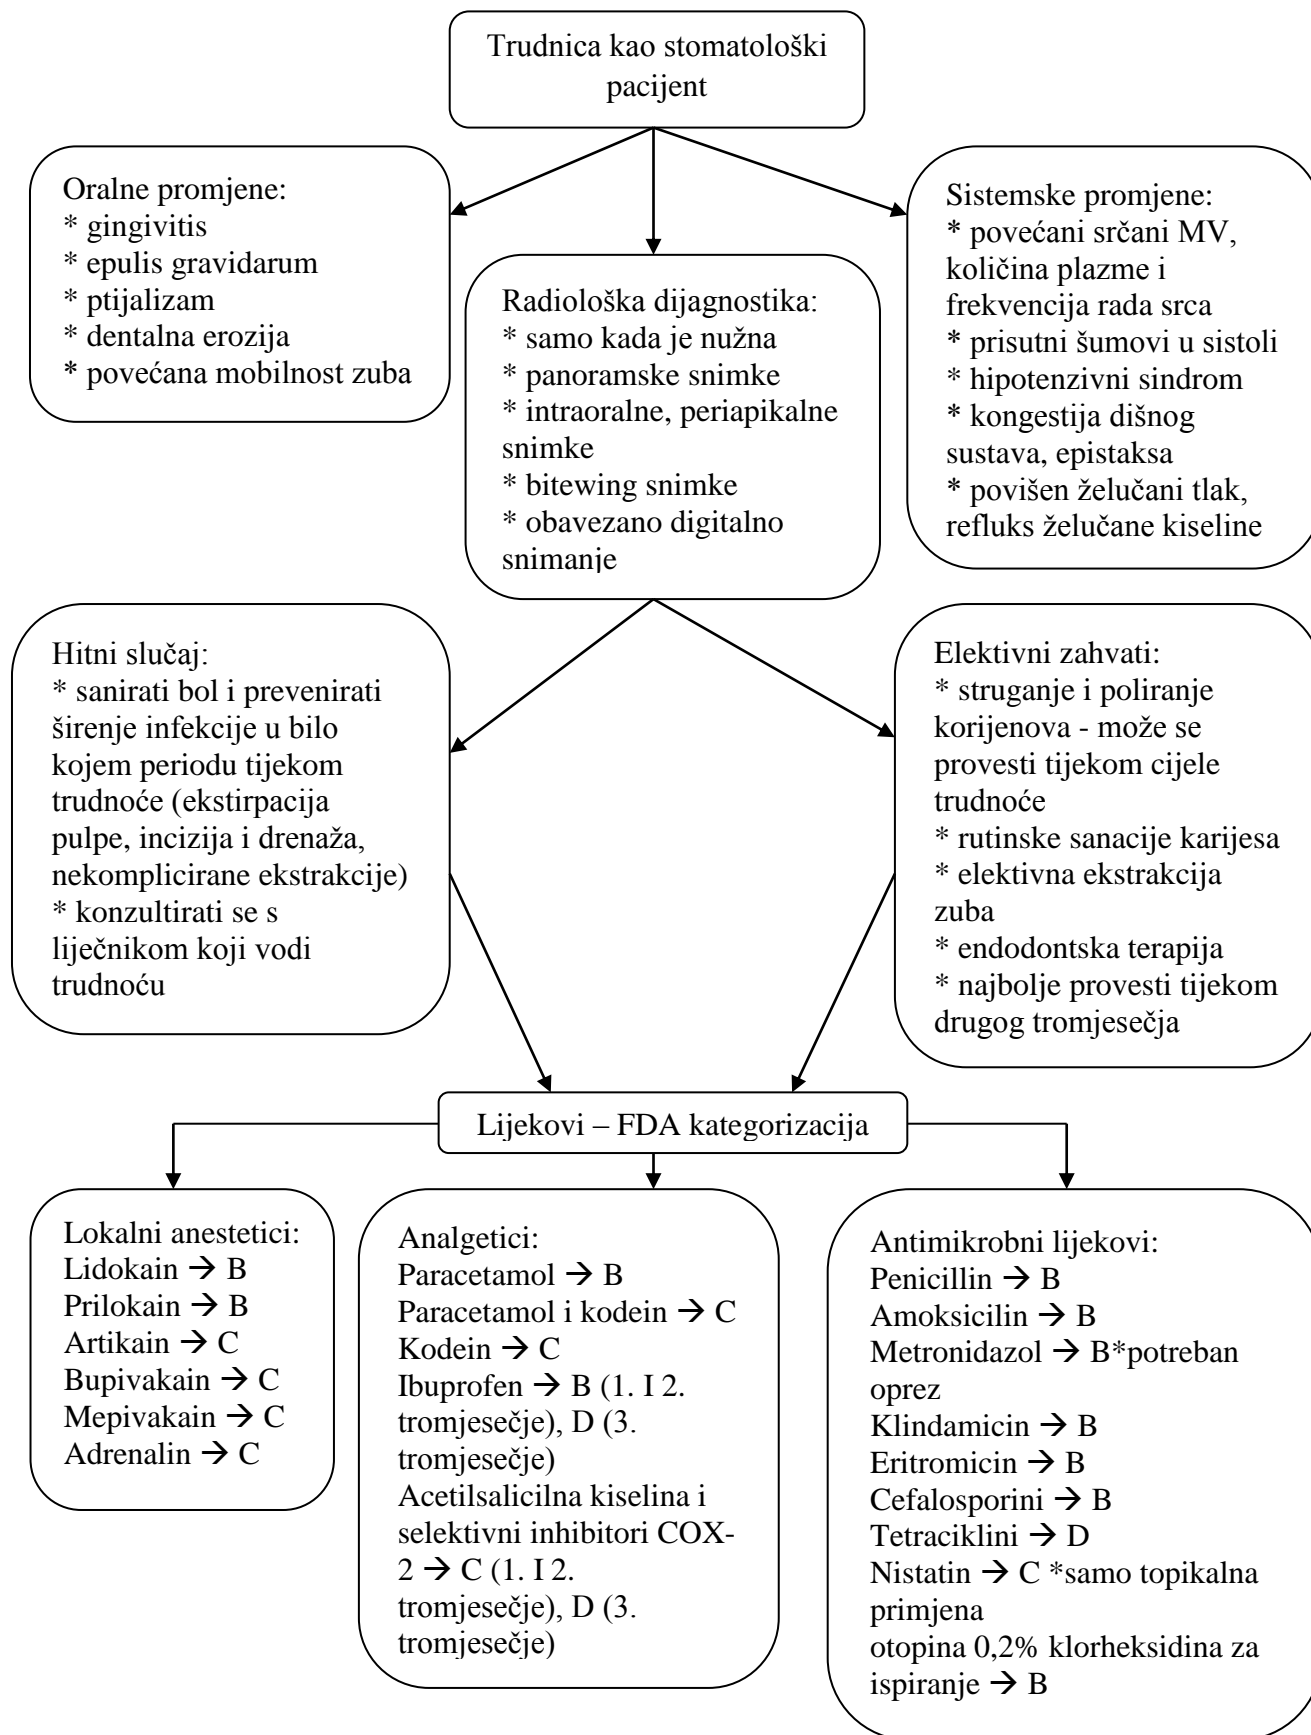 Trudnica kao stomatološki
pacijent
Oralne promjene:
* gingivitis
* epulis gravidarum
* ptijalizam
* dentalna erozija
* povećana mobilnost zuba
Radiološka dijagnostika:
* samo kada je nužna
* panoramske snimke
* intraoralne, periapikalne
snimke
* bitewing snimke
* obavezano digitalno
snimanje
Sistemske promjene:
* povećani srčani MV,
količina plazme i
frekvencija rada srca
* prisutni šumovi u sistoli
* hipotenzivni sindrom
* kongestija dišnog
sustava, epistaksa
* povišen želučani tlak,
refluks želučane kiseline
Hitni slučaj:
* sanirati bol i prevenirati
širenje infekcije u bilo
kojem periodu tijekom
trudnoće (ekstirpacija
pulpe, incizija i drenaža,
nekomplicirane ekstrakcije)
* konzultirati se s
liječnikom koji vodi
trudnoću
Elektivni zahvati:
* struganje i poliranje
korijenova - može se
provesti tijekom cijele
trudnoće
* rutinske sanacije karijesa
* elektivna ekstrakcija
zuba
* endodontska terapija
* najbolje provesti tijekom
drugog tromjesečja
Lijekovi – FDA kategorizacija
Lokalni anestetici:
Lidokain → B
Prilokain → B
Artikain → C
Bupivakain → C
Mepivakain → C
Adrenalin → C
Analgetici:
Paracetamol → B
Paracetamol i kodein → C
Kodein → C
Ibuprofen → B (1. I 2.
tromjesečje), D (3.
tromjesečje)
Acetilsalicilna kiselina i
selektivni inhibitori COX-
2 → C (1. I 2.
tromjesečje), D (3.
tromjesečje)
Antimikrobni lijekovi:
Penicillin → B
Amoksicilin → B
Metronidazol → B*potreban
oprez
Klindamicin → B
Eritromicin → B
Cefalosporini → B
Tetraciklini → D
Nistatin → C *samo topikalna
primjena
otopina 0,2% klorheksidina za
ispiranje → B